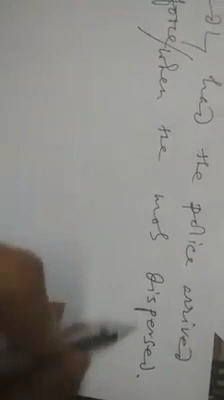 had the police arrived
when the mob dispersed.